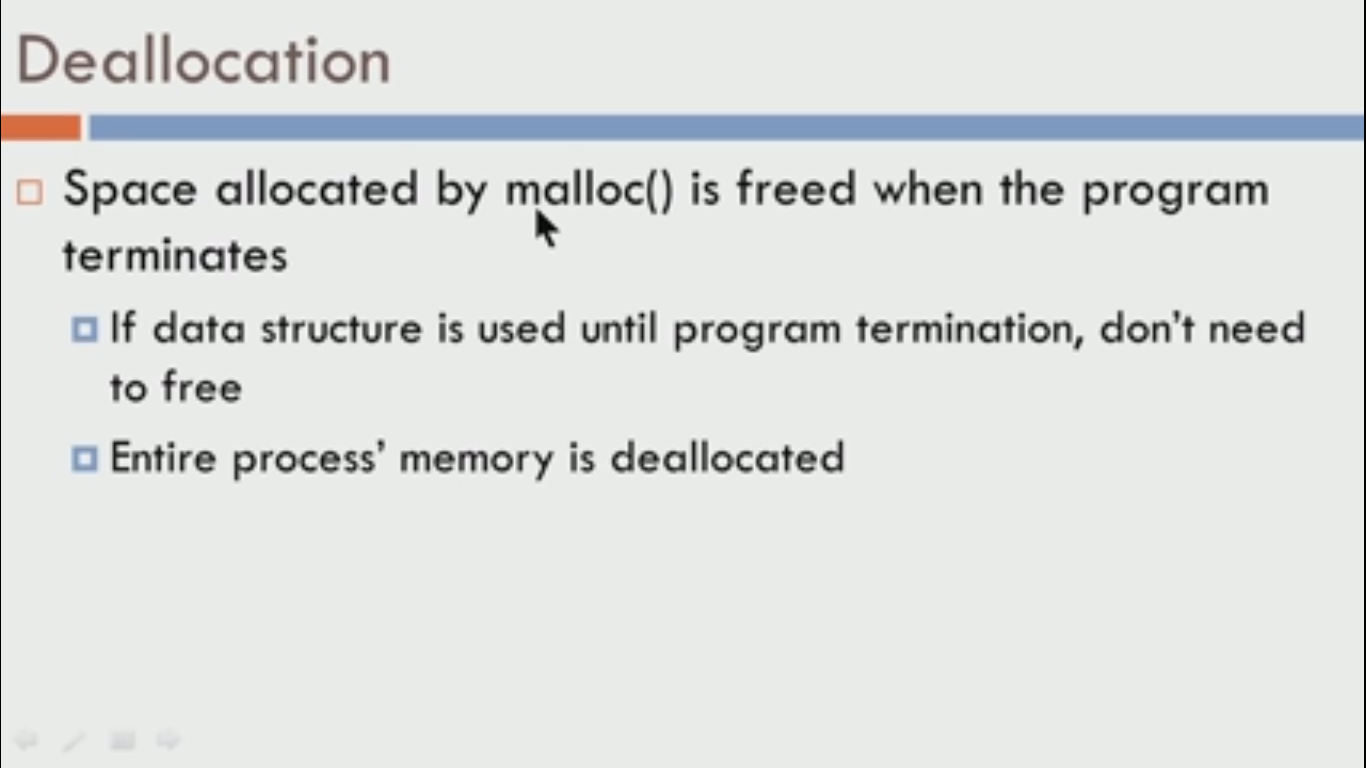 Deallocation
Space allocated by malloc() is freed when the program
terminates
If data structure is used until program termination, don't need
to free
Entire process’ memory is deallocated